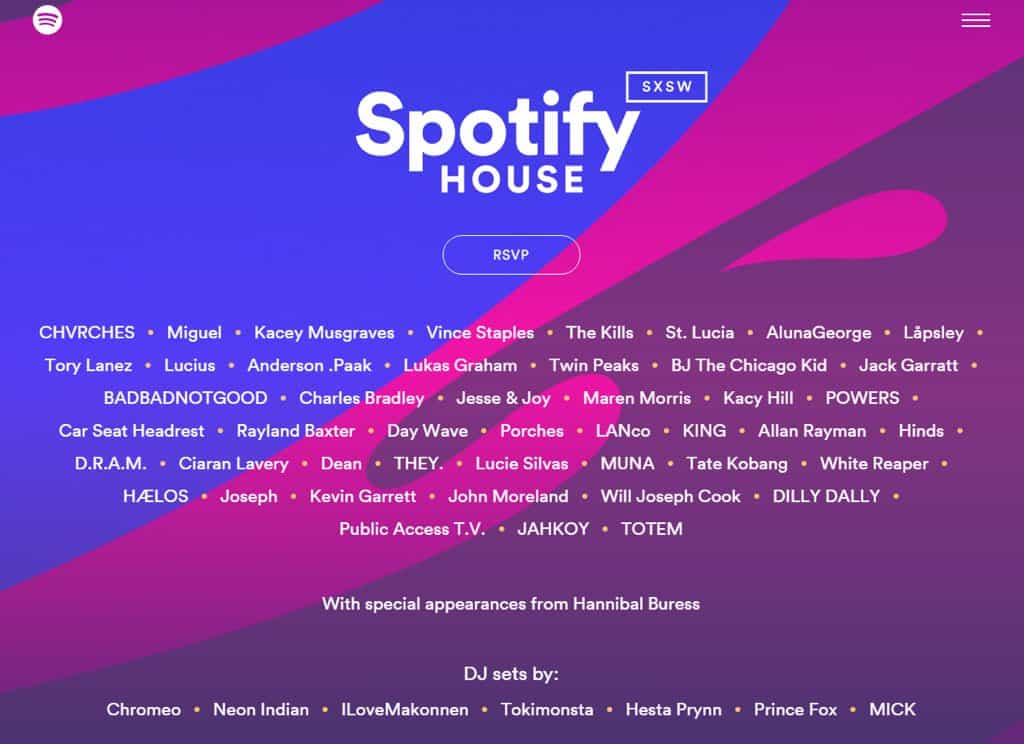 SXSW
Spotify
HOUSE
RSVP
CHVRCHES • Miguel • Kacey Musgraves • Vince Staples • The Kills • St. Lucia • AlunaGeorge • Låpsley •
Tory Lanez • Lucius • Anderson .Paak • Lukas Graham • Twin Peaks • BJ The Chicago Kid • Jack Garratt •
BADBADNOTGOOD • Charles Bradley • Jesse & Joy • Maren Morris • Kacy Hill • POWERS •
Car Seat Headrest • Rayland Baxter • Day Wave • Porches • LANco • KING • Allan Rayman • Hinds •
D.R.A.M. • Ciaran Lavery • Dean • THEY. • Lucie Silvas • MUNA • Tate Kobang • White Reaper •
HÆLOS • Joseph • Kevin Garrett • John Moreland • Will Joseph Cook • DILLY DALLY •
Public Access T.V. • JAHKOY • TOTEM
With special appearances from Hannibal Buress
DJ sets by:
Chromeo • Neon Indian • ILoveMakonnen • Tokimonsta • Hesta Prynn • Prince Fox • MICK